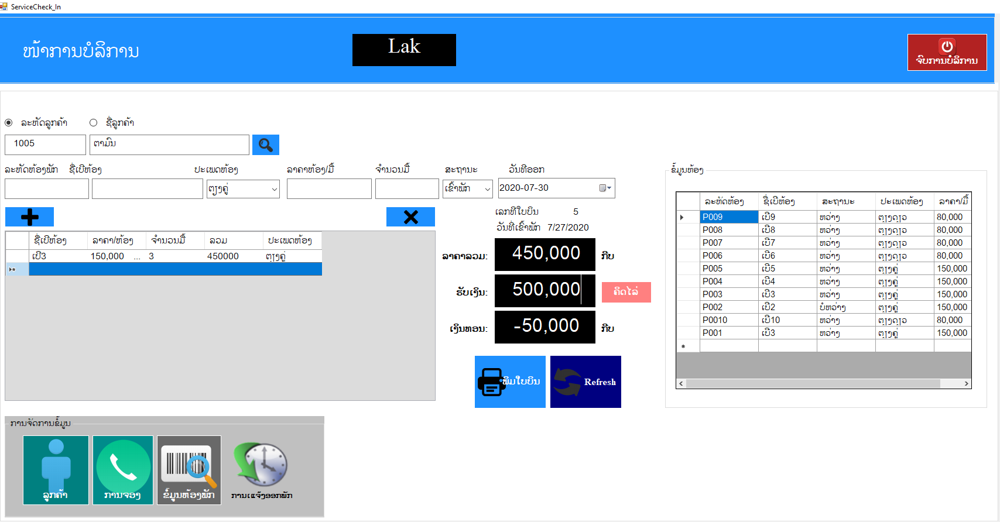 ServiceCheck_In
ໜ້າການບໍລິການ
Lak
ຈົບການບໍລິການ
ລະຫັດລູກຄ້າ ຊື່ລູກຄ້າ
1005 ຕາມົນ
ລະຫັດຫ້ອງພັກ ຊື່ເບີຫ້ອງ ປະເພດຫ້ອງ ລາຄາຫ້ອງ/ມື້ ຈຳນວນມື້ ສະຖານະ ວັນທີອອກ
ຕຽງຄູ່ ເຂົ້າພັກ 2020-07-30
ເລກທີໃບບິນ 5
ວັນທີ່ເຂົ້າພັກ 7/27/2020
ຊື່ເບີຫ້ອງ ລາຄາ/ຫ້ອງ ຈຳນວນມື້ ລວມ ປະເພດຫ້ອງ
ເບີ3 150,000 ... 3 450000 ຕຽງຄູ່
ລາຄາລວມ: 450,000 ກີບ
ຮັບເງິນ: 500,000 ຄິດໄລ່
ເງິນທອນ: -50,000 ກີບ
ພິມໃບບິນ Refresh
ຂໍ້ມູນຫ້ອງ
ລະຫັດຫ້ອງ ຊື່ເບີຫ້ອງ ສະຖານະ ປະເພດຫ້ອງ ລາຄາ/ມື້
P009 ເບີ9 ຫວ່າງ ຕຽງດຽວ 80,000
P008 ເບີ8 ຫວ່າງ ຕຽງດຽວ 80,000
P007 ເບີ7 ຫວ່າງ ຕຽງດຽວ 80,000
P006 ເບີ6 ຫວ່າງ ຕຽງດຽວ 80,000
P005 ເບີ5 ຫວ່າງ ຕຽງຄູ່ 150,000
P004 ເບີ4 ຫວ່າງ ຕຽງຄູ່ 150,000
P003 ເບີ3 ຫວ່າງ ຕຽງຄູ່ 150,000
P002 ເບີ2 ບໍ່ຫວ່າງ ຕຽງຄູ່ 150,000
P0010 ເບີ10 ຫວ່າງ ຕຽງດຽວ 80,000
P001 ເບີ3 ຫວ່າງ ຕຽງຄູ່ 150,000
ການຈັດການຂໍ້ມູນ
ລູກຄ້າ ການຈອງ ຂໍ້ມູນຫ້ອງພັກ ການແຈ້ງອອກພັກ